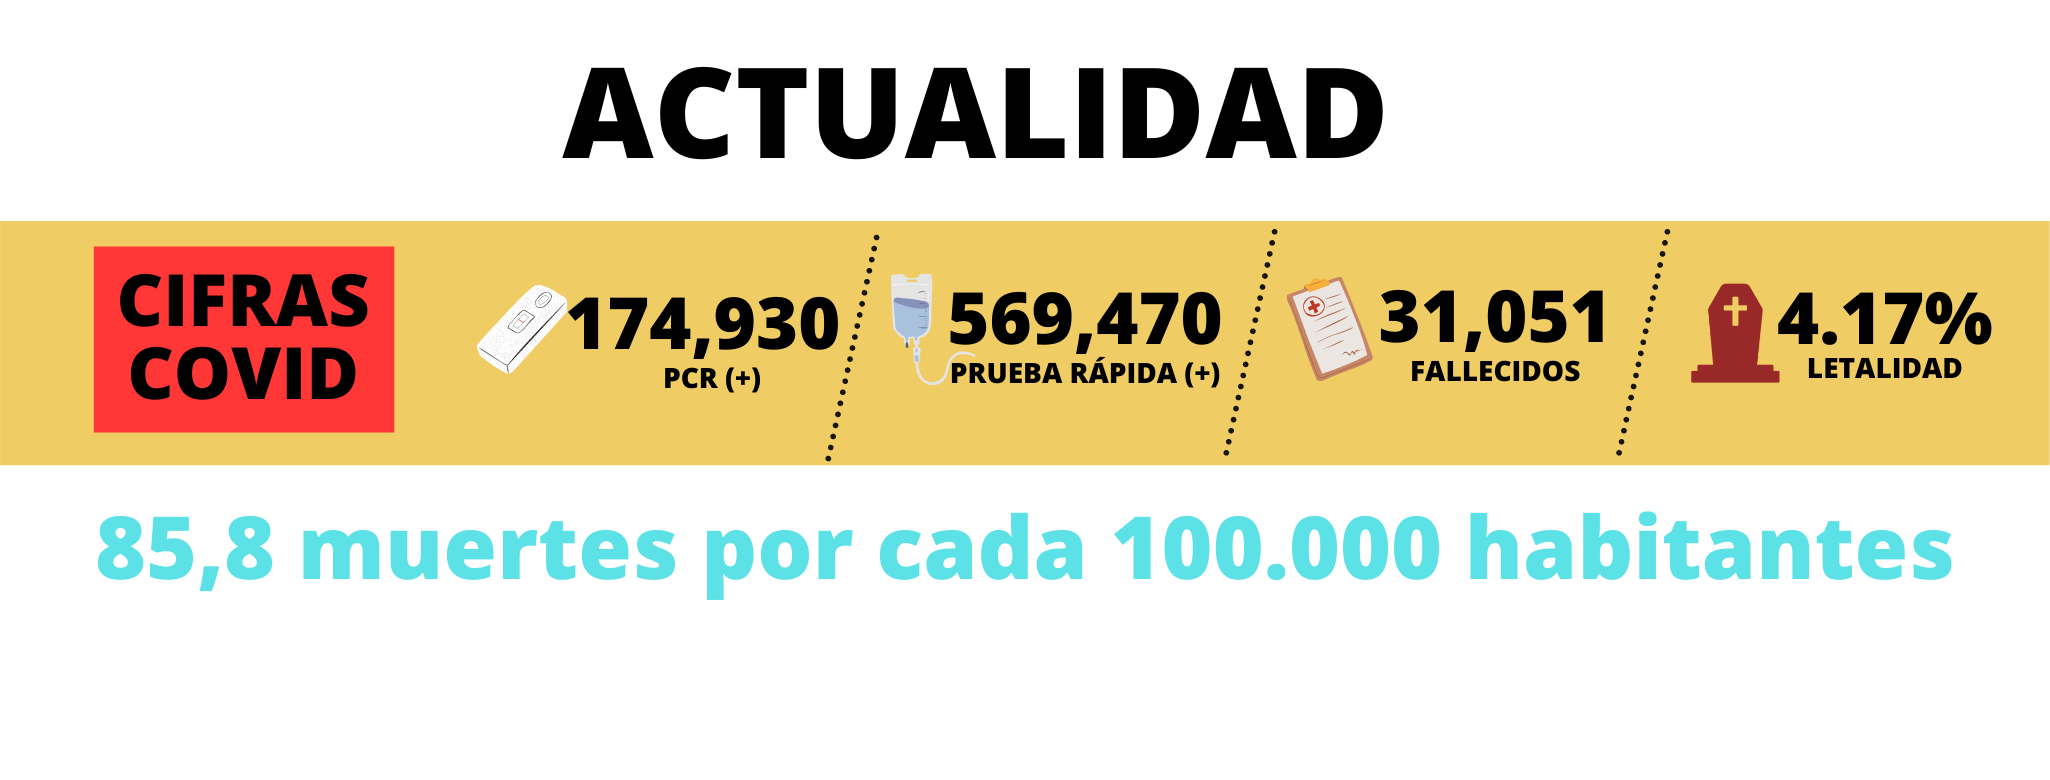 ACTUALIDAD
CIFRAS
COVID
174,930
PCR (+)
569,470
PRUEBA RÁPIDA (+)
31,051
FALLECIDOS
4.17%
LETALIDAD
85,8 muertes por cada 100.000 habitantes